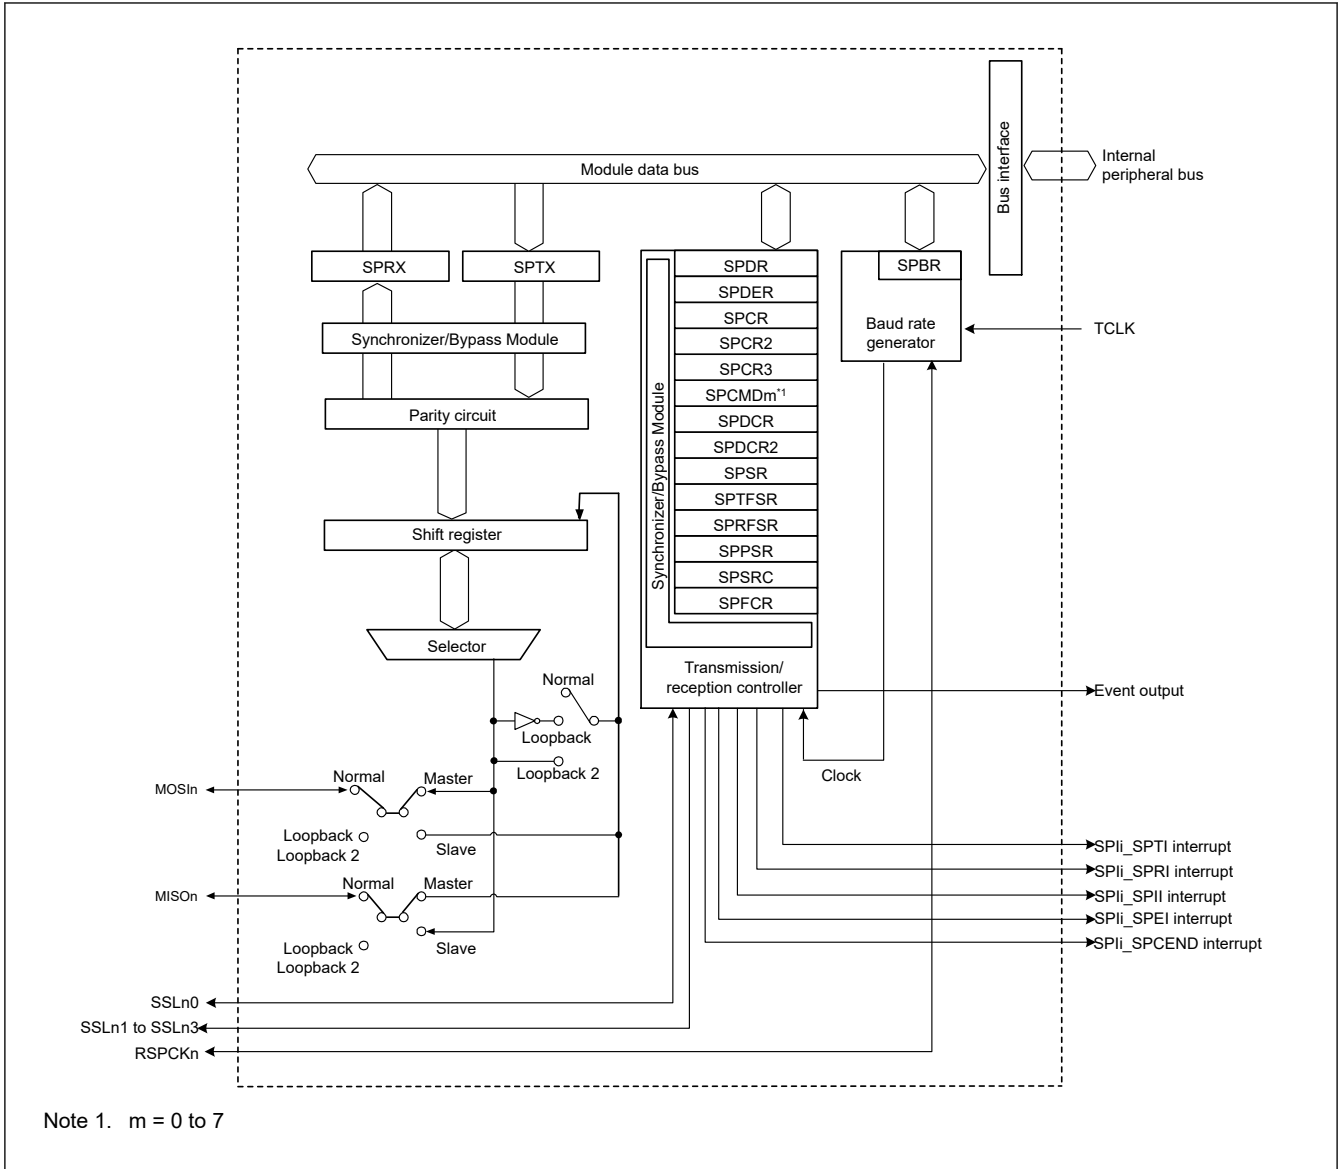 Module data bus
Bus interface
Internal
peripheral bus
SPRX
SPTX
Synchronizer/Bypass Module
Parity circuit
Shift register
Selector
Synchronizer/Bypass Module
SPDR
SPDER
SPCR
SPCR2
SPCR3
SPCMDm*1
SPDCR
SPDCR2
SPSR
SPTFSR
SPRFSR
SPPSR
SPSRC
SPFCR
Transmission/
reception controller
SPBR
Baud rate
generator
TCLK
Event output
Clock
Normal
Loopback
Loopback 2
MOSIn
Normal
Master
Loopback
Loopback 2
Slave
MISOn
Normal
Master
Loopback
Loopback 2
Slave
SPIi_SPTI interrupt
SPIi_SPRI interrupt
SPIi_SPII interrupt
SPIi_SPEI interrupt
SPIi_SPCEND interrupt
SSLn0
SSLn1 to SSLn3
RSPCKn
Note 1. m = 0 to 7